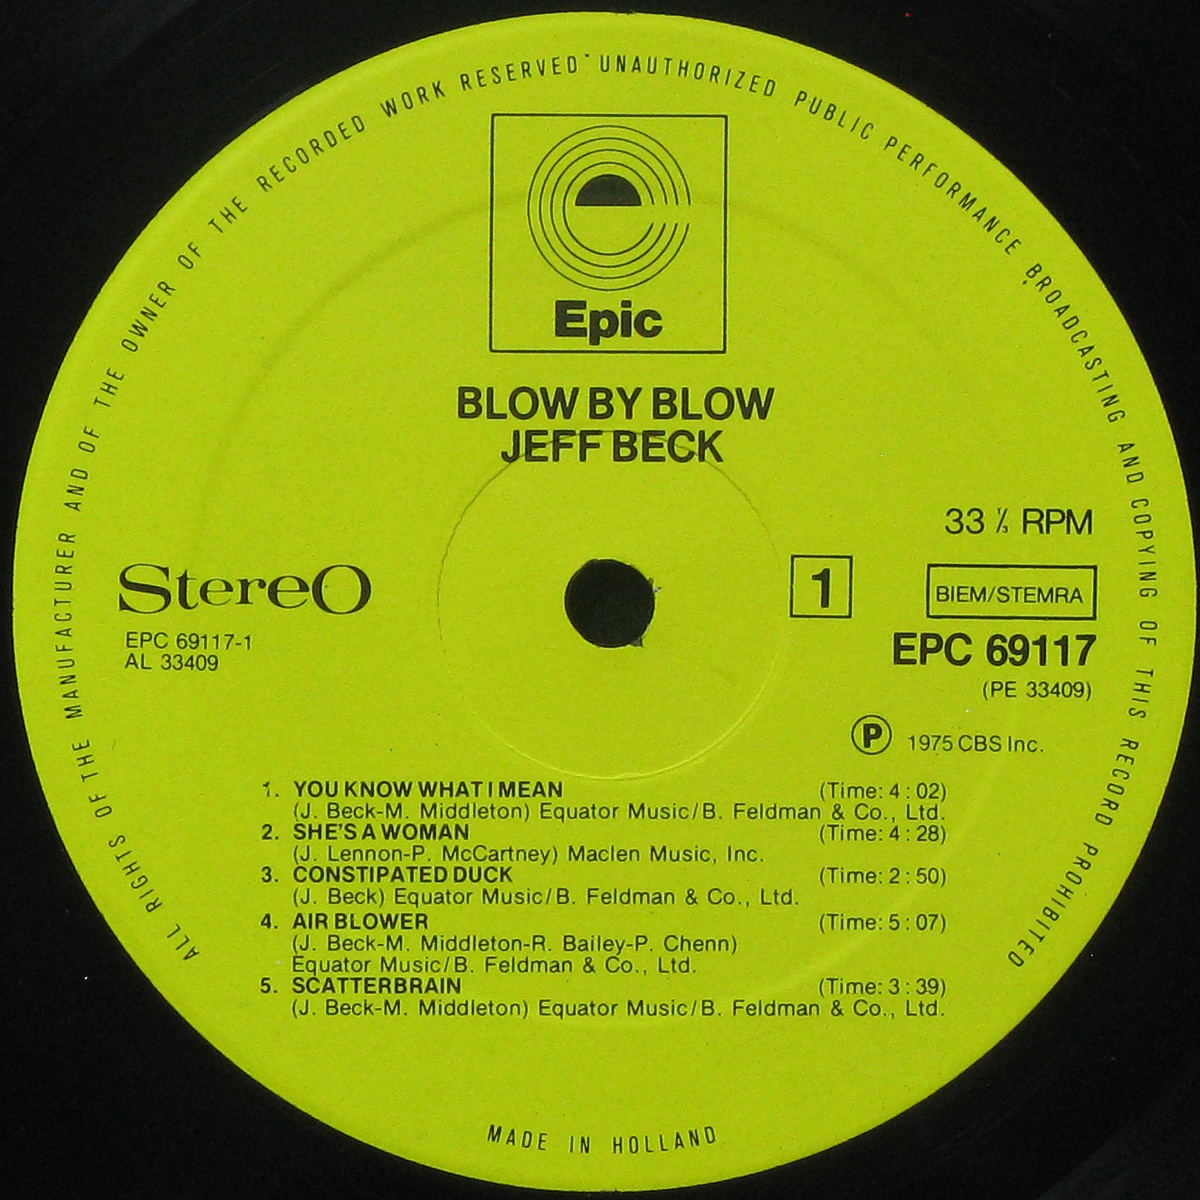 ALL RIGHTS OF THE MANUFACTURER AND OF THE OWNER OF THE RECORDED WORK RESERVED UNAUTHORIZED PUBLIC PERFORMANCE BROADCASTING AND COPYING OF THIS RECORD PROHIBITED
Epic
BLOW BY BLOW
JEFF BECK
33 ⅓ RPM
Stereo
1
BIEM/STEMRA
EPC 69117-1
AL 33409
EPC 69117
(PE 33409)
Ⓟ 1975 CBS Inc.
1. YOU KNOW WHAT I MEAN (Time: 4:02)
(J. Beck-M. Middleton) Equator Music/B. Feldman & Co., Ltd.
2. SHE'S A WOMAN (Time: 4:28)
(J. Lennon-P. McCartney) Maclen Music, Inc.
3. CONSTIPATED DUCK (Time: 2:50)
(J. Beck) Equator Music/B. Feldman & Co., Ltd.
4. AIR BLOWER (Time: 5:07)
(J. Beck-M. Middleton-R. Bailey-P. Chenn)
Equator Music/B. Feldman & Co., Ltd.
5. SCATTERBRAIN (Time: 3:39)
(J. Beck-M. Middleton) Equator Music/B. Feldman & Co., Ltd.
MADE IN HOLLAND